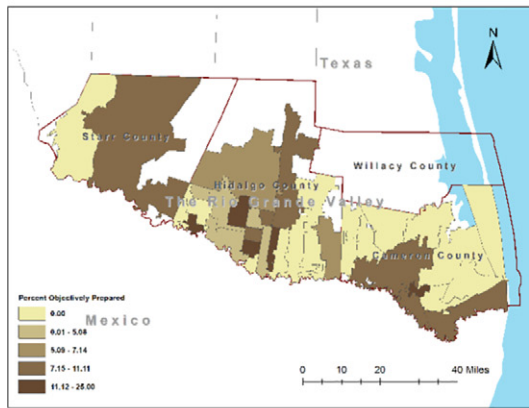 N
Texas
Starr County
Willacy County
Hidalgo County
The Rio Grande Valley
Cameron County
Percent Objectively Prepared
Mexico
0.00
0.01 - 5.08
5.09 - 7.14
7.15 - 11.11
11.12 - 25.00
0 10 20 40 Miles